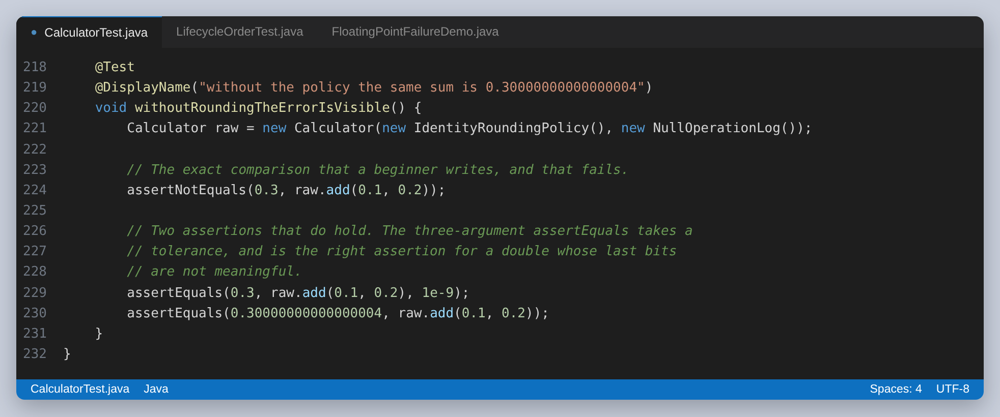 CalculatorTest.java LifecycleOrderTest.java FloatingPointFailureDemo.java
218     @Test
219     @DisplayName("without the policy the same sum is 0.30000000000000004")
220     void withoutRoundingTheErrorIsVisible() {
221         Calculator raw = new Calculator(new IdentityRoundingPolicy(), new NullOperationLog());
222
223         // The exact comparison that a beginner writes, and that fails.
224         assertNotEquals(0.3, raw.add(0.1, 0.2));
225
226         // Two assertions that do hold. The three-argument assertEquals takes a
227         // tolerance, and is the right assertion for a double whose last bits
228         // are not meaningful.
229         assertEquals(0.3, raw.add(0.1, 0.2), 1e-9);
230         assertEquals(0.30000000000000004, raw.add(0.1, 0.2));
231     }
232 }
CalculatorTest.java Java Spaces: 4 UTF-8